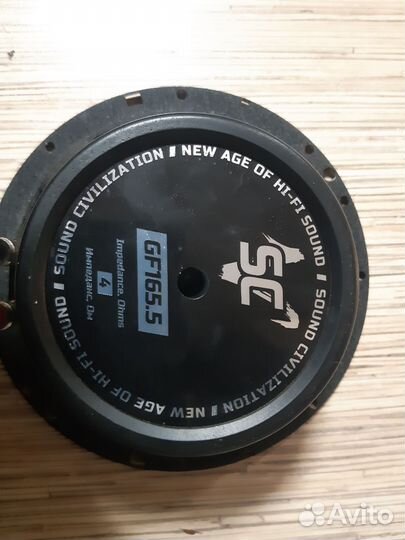 SOUND CIVILIZATION // NEW AGE OF HI-FI SOUND //
SOUND CIVILIZATION // NEW AGE OF HI-FI SOUND //
SC
GF165.5
Impedance, Ohms
4
Импеданс, Ом
Avito